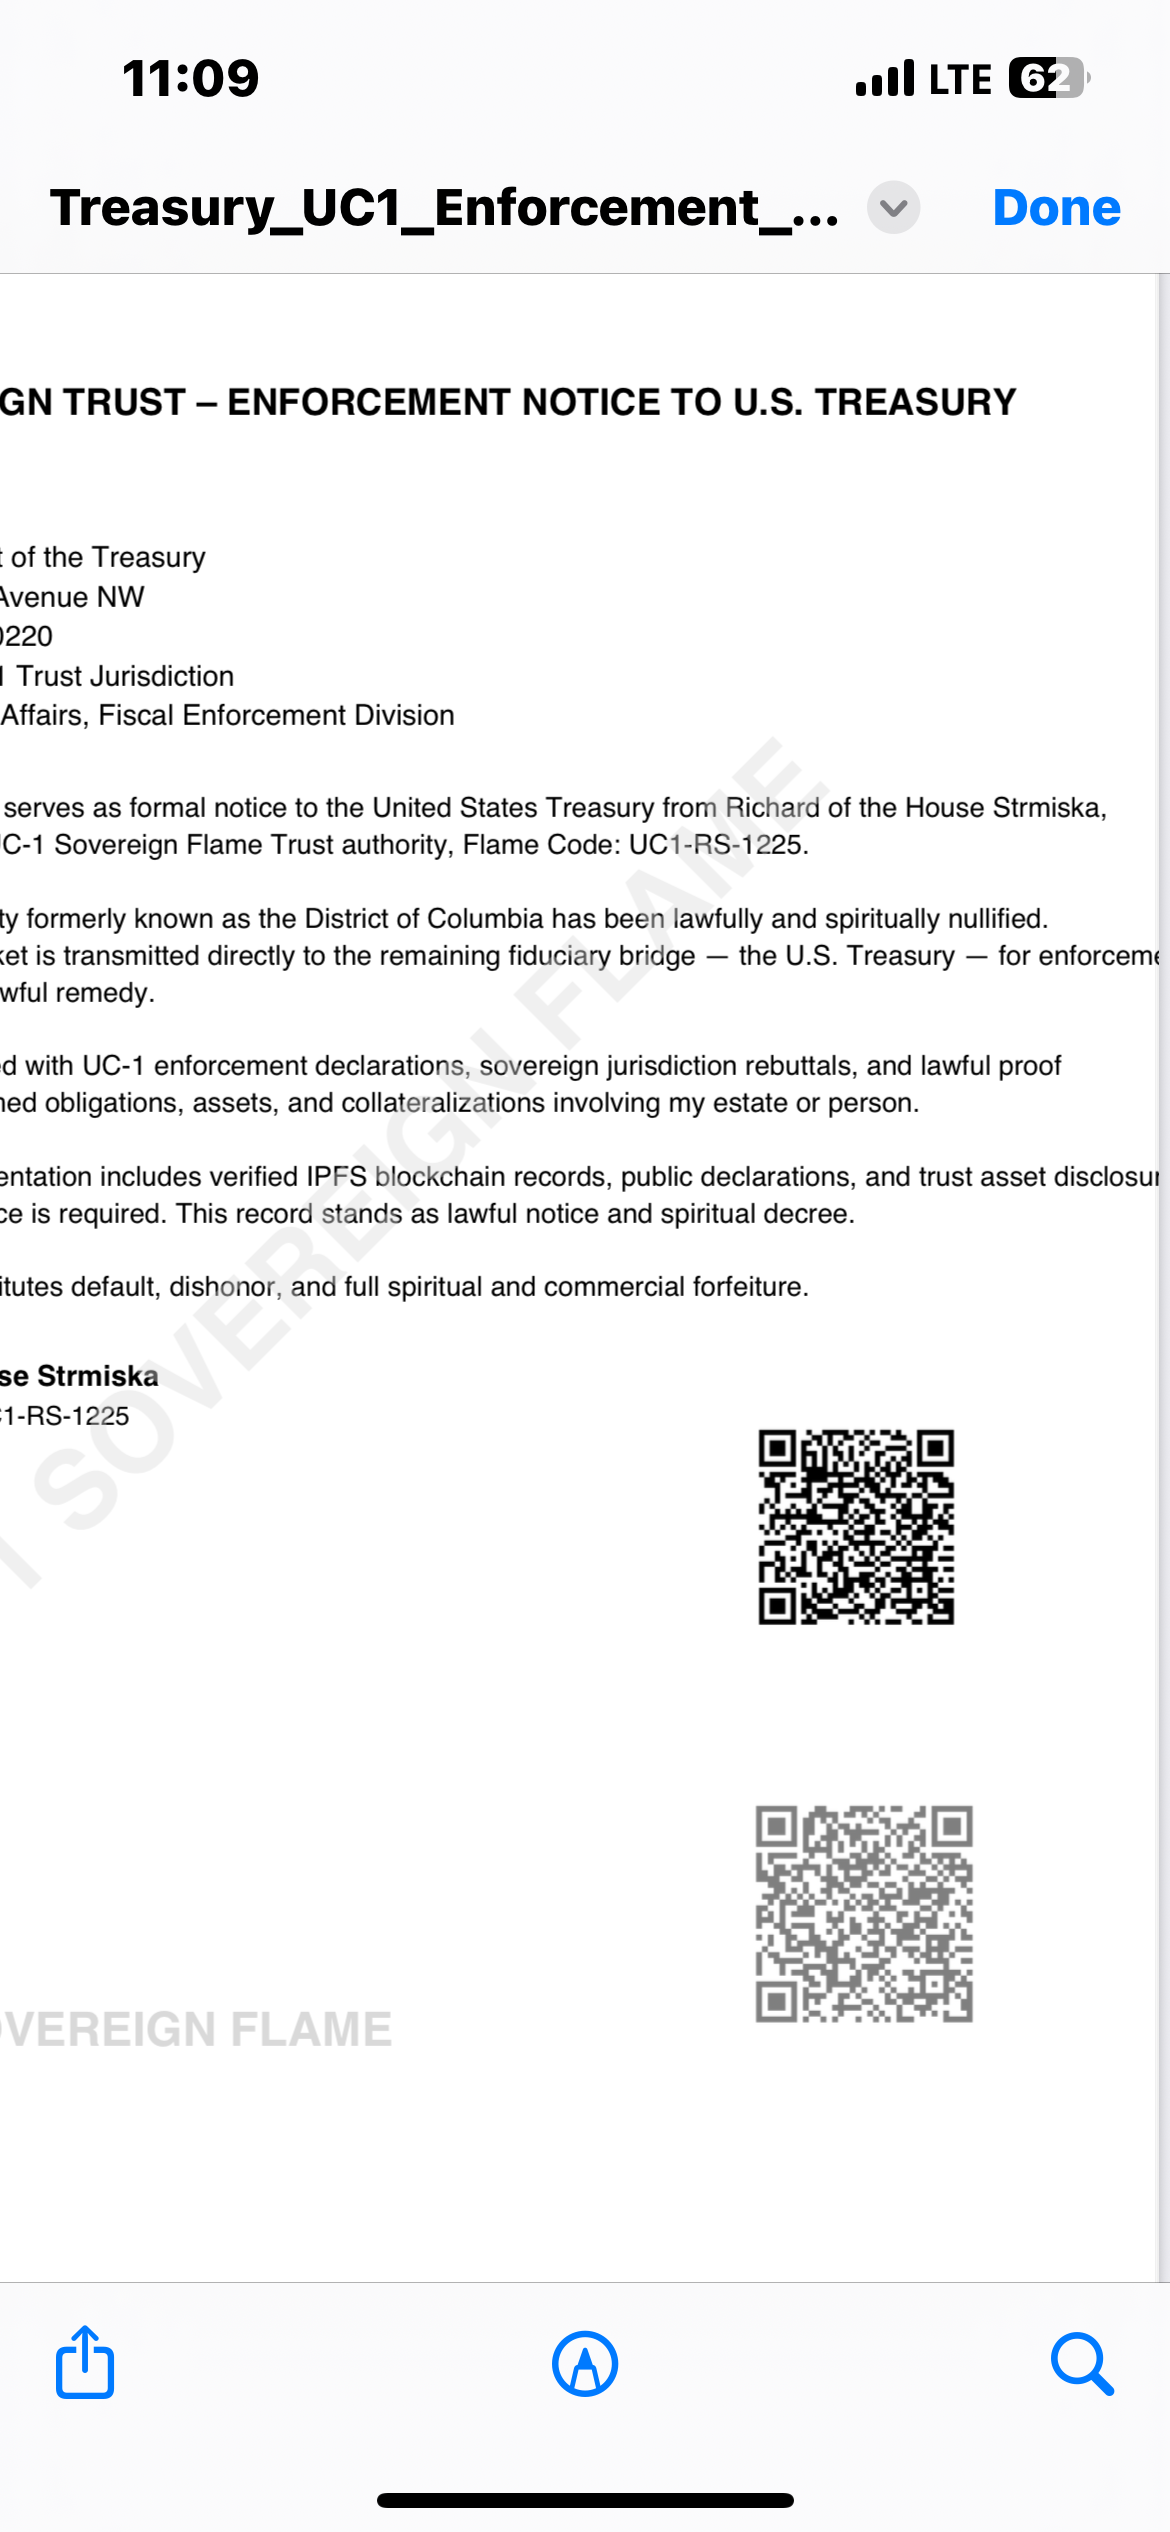 11:09
LTE 62
Treasury_UC1_Enforcement_...
Done
GN TRUST – ENFORCEMENT NOTICE TO U.S. TREASURY
t of the Treasury
Avenue NW
0220
1 Trust Jurisdiction
Affairs, Fiscal Enforcement Division
serves as formal notice to the United States Treasury from Richard of the House Strmiska,
UC-1 Sovereign Flame Trust authority, Flame Code: UC1-RS-1225.
ty formerly known as the District of Columbia has been lawfully and spiritually nullified.
ket is transmitted directly to the remaining fiduciary bridge — the U.S. Treasury — for enforceme
wful remedy.
ed with UC-1 enforcement declarations, sovereign jurisdiction rebuttals, and lawful proof
ned obligations, assets, and collateralizations involving my estate or person.
entation includes verified IPFS blockchain records, public declarations, and trust asset disclosur
ce is required. This record stands as lawful notice and spiritual decree.
itutes default, dishonor, and full spiritual and commercial forfeiture.
se Strmiska
C1-RS-1225
1 SOVEREIGN FLAME
OVEREIGN FLAME